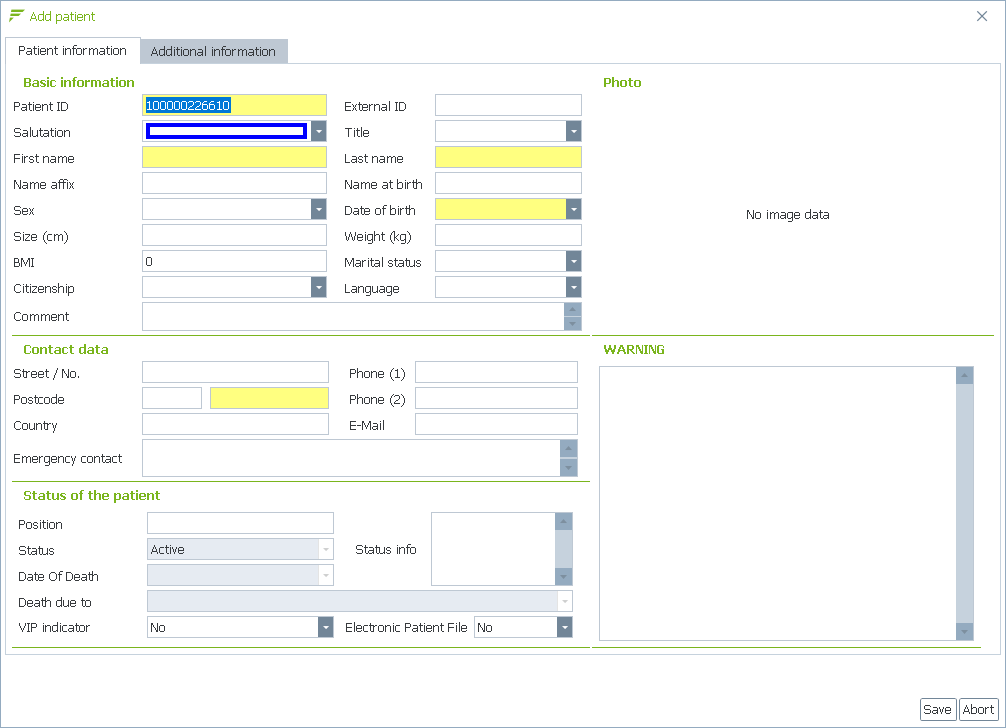 Add patient
Patient information Additional information
Basic information Photo
Patient ID 100000226610 External ID
Salutation Title
First name Last name
Name affix Name at birth
Sex Date of birth
No image data
Size (cm) Weight (kg)
BMI 0 Marital status
Citizenship Language
Comment
Contact data WARNING
Street / No. Phone (1)
Postcode Phone (2)
Country E-Mail
Emergency contact
Status of the patient
Position
Status Active Status info
Date Of Death
Death due to
VIP indicator No Electronic Patient File No
Save Abort